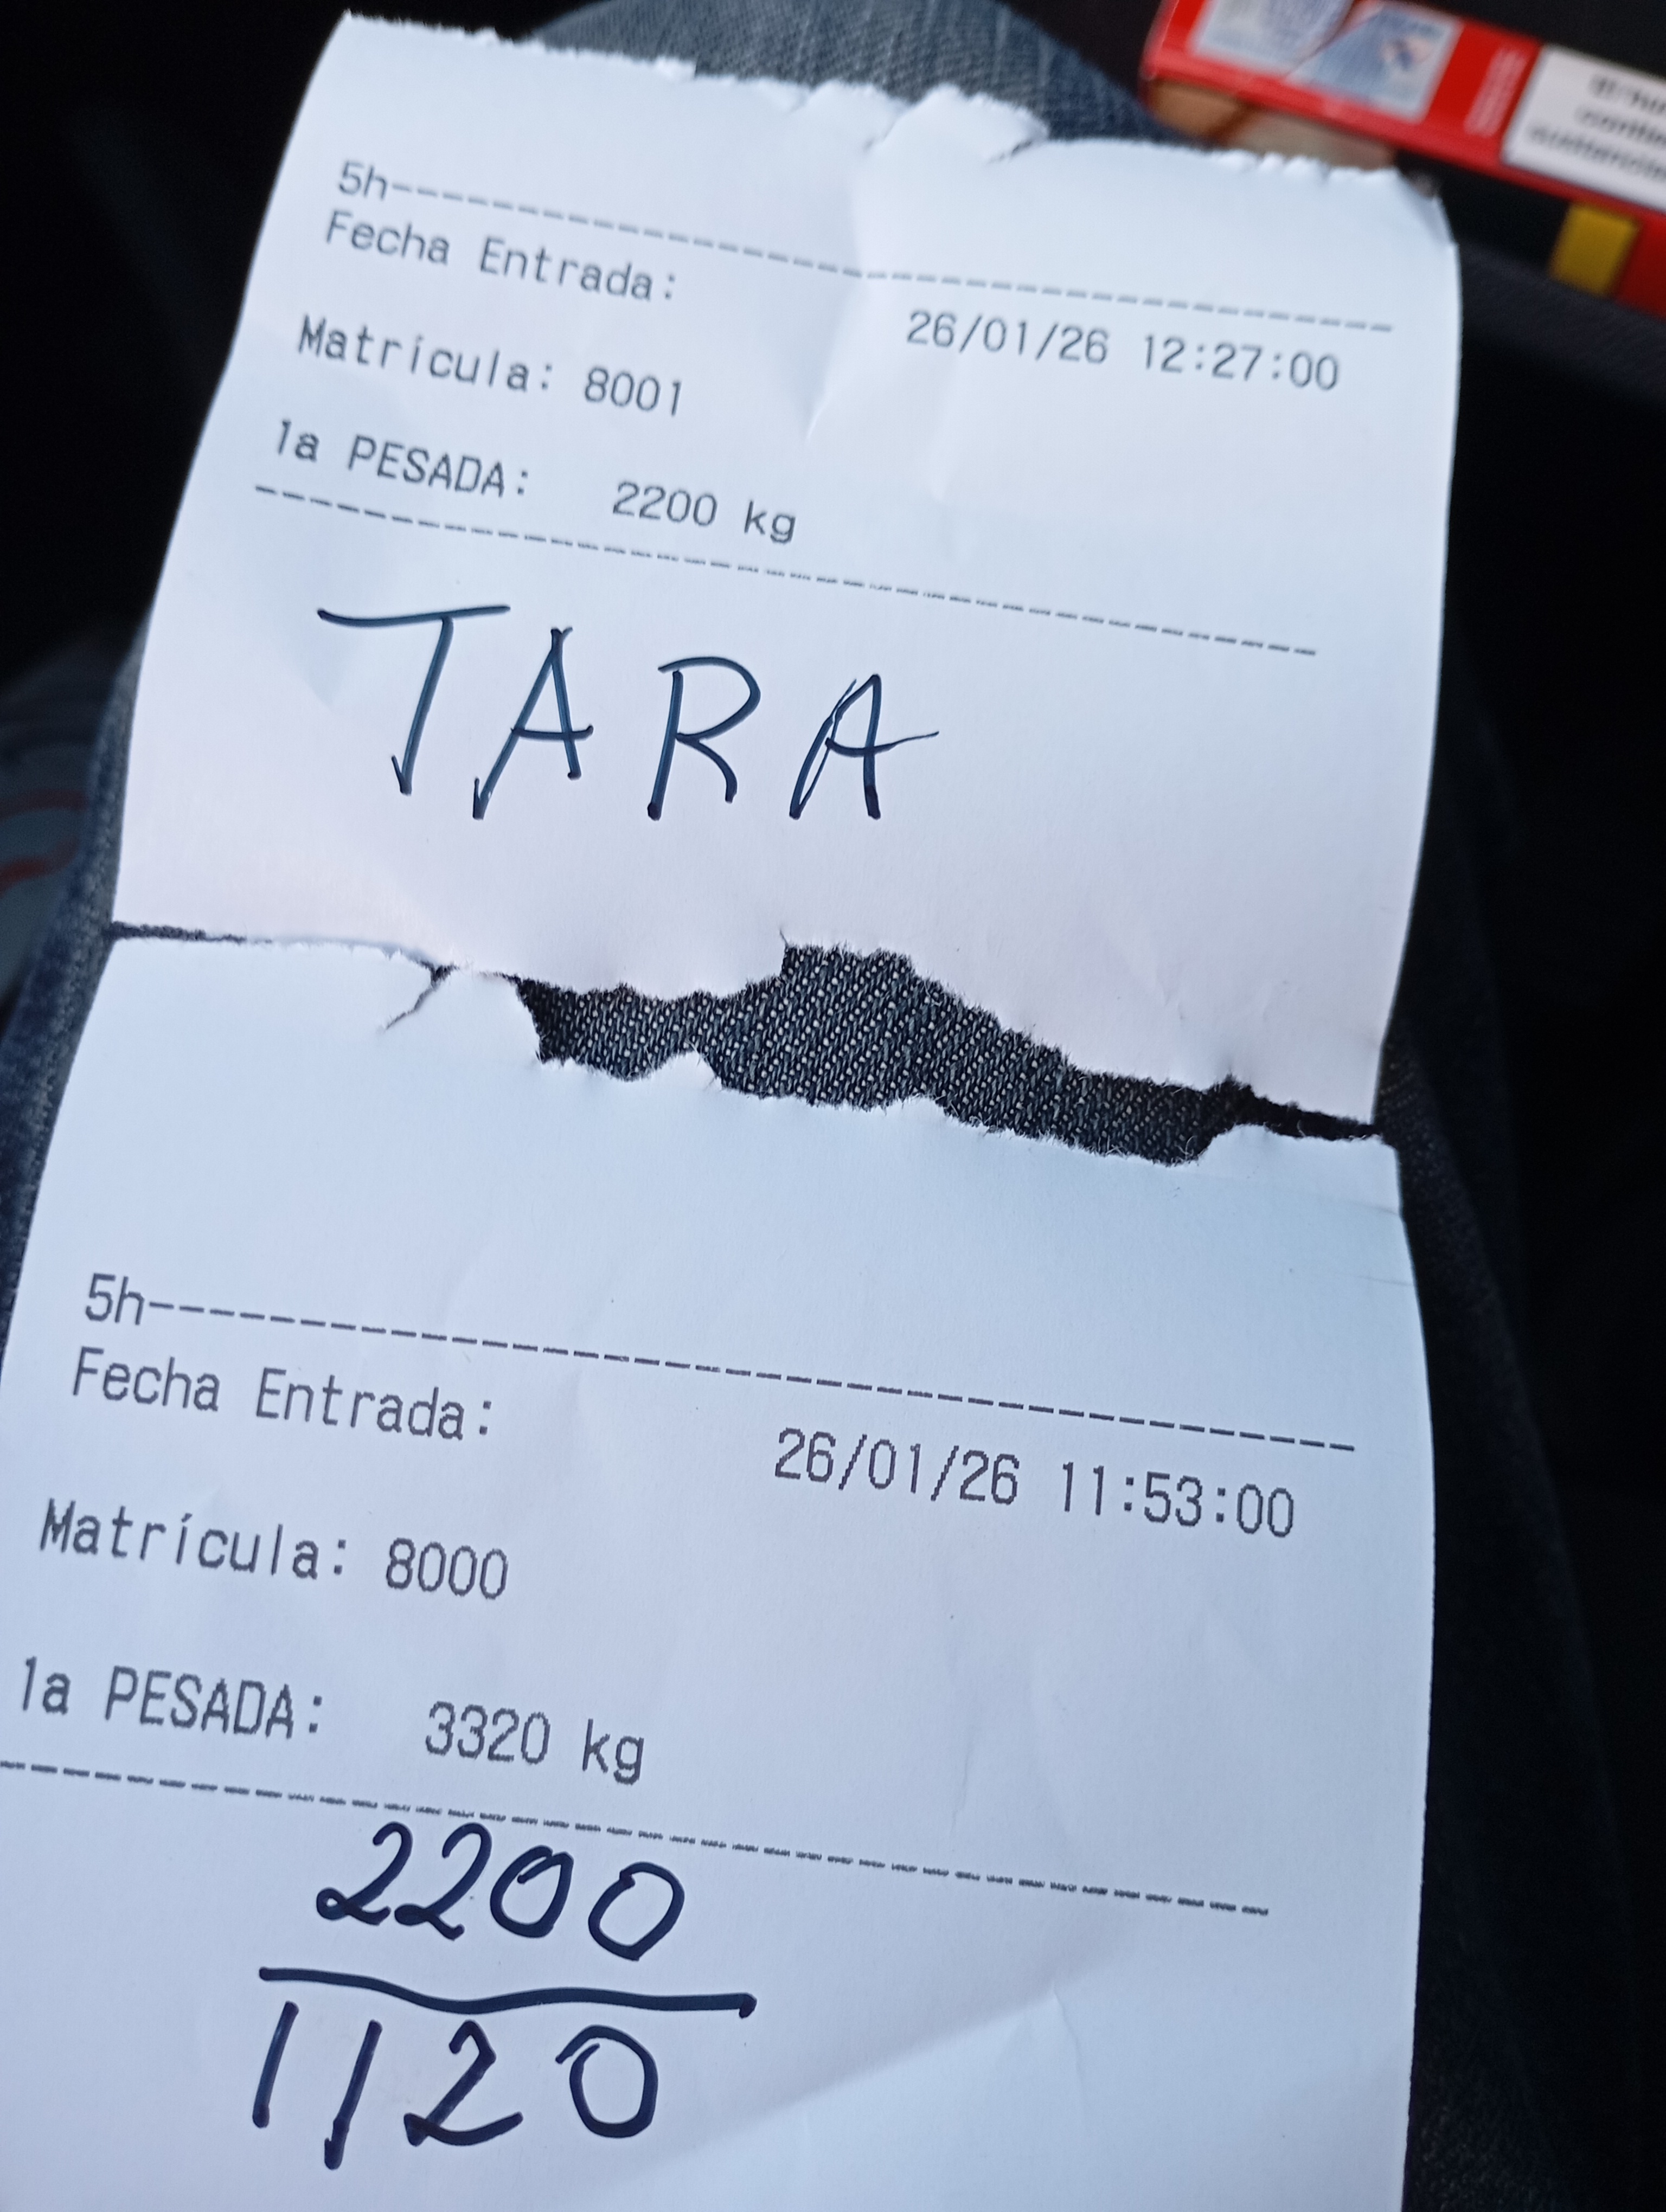 5h--------------------------------------
Fecha Entrada:
26/01/26 12:27:00
Matrícula: 8001
1a PESADA: 2200 kg
----------------------------------------
TARA
5h--------------------------------------
Fecha Entrada:
26/01/26 11:53:00
Matrícula: 8000
1a PESADA: 3320 kg
----------------------------------------
2200
1120